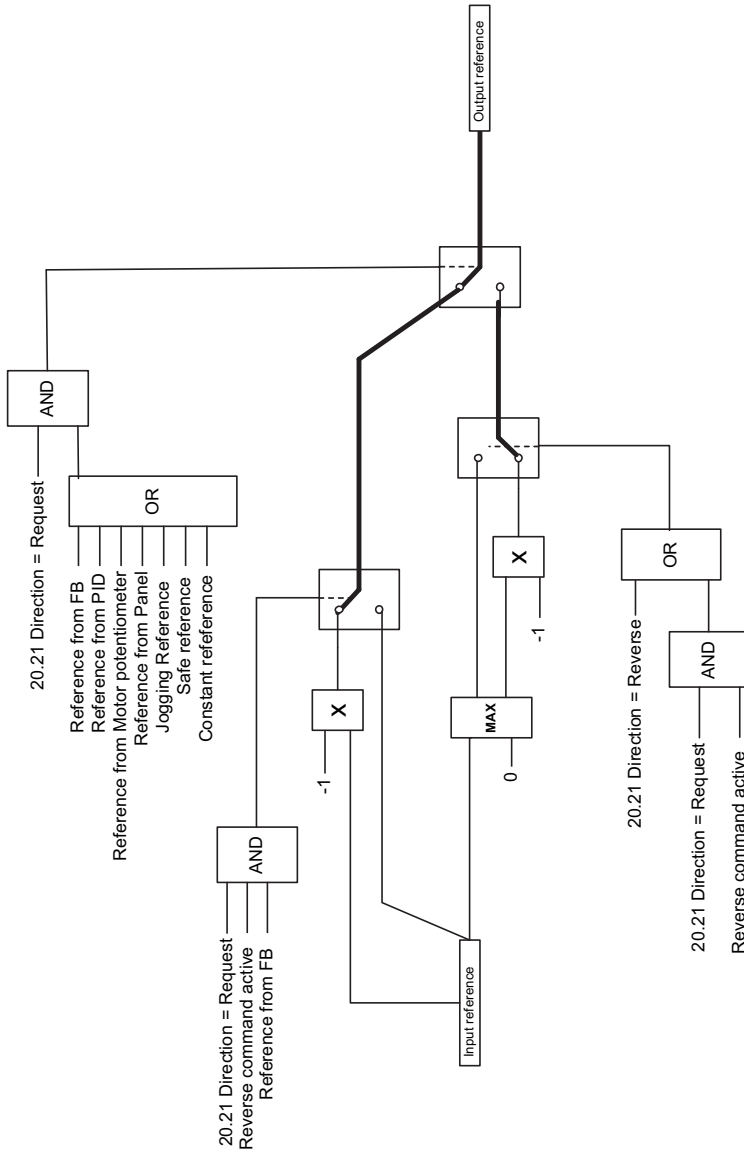 20.21 Direction = Request
AND
Reference from FB
Reference from PID
Reference from Motor potentiometer
Reference from Panel
Jogging Reference
Safe reference
Constant reference
OR
20.21 Direction = Request
Reverse command active
Reference from FB
AND
-1
X
Input reference
MAX
0
X
-1
Output reference
20.21 Direction = Reverse
OR
20.21 Direction = Request
Reverse command active
AND